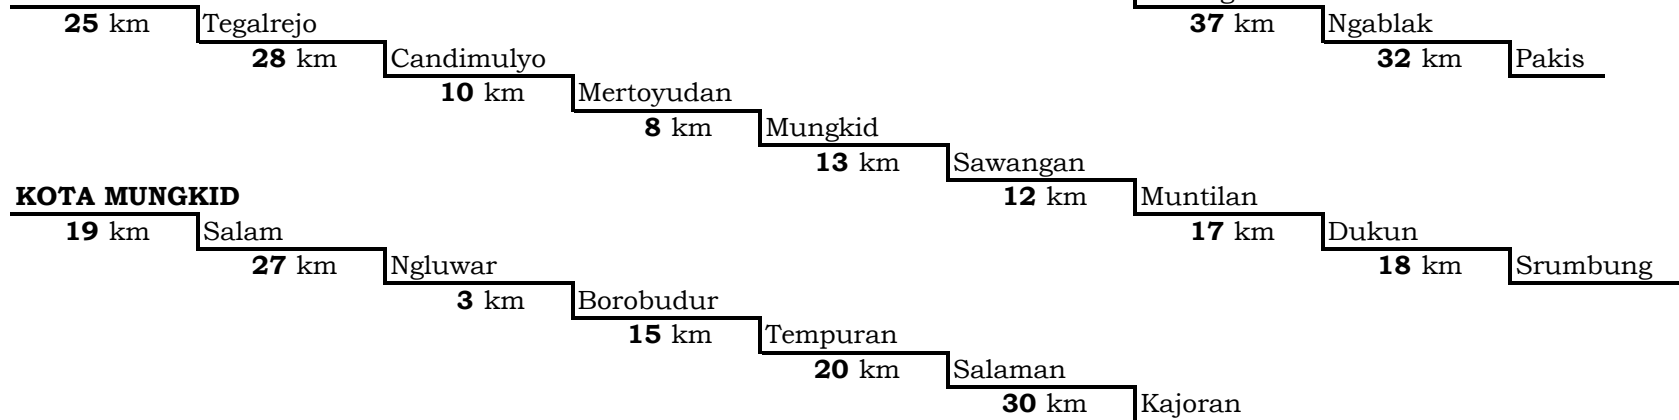 25 km Tegalrejo 37 km Ngablak
28 km Candimulyo 32 km Pakis
10 km Mertoyudan
8 km Mungkid
13 km Sawangan
KOTA MUNGKID 12 km Muntilan
19 km Salam 17 km Dukun
27 km Ngluwar 18 km Srumbung
3 km Borobudur
15 km Tempuran
20 km Salaman
30 km Kajoran